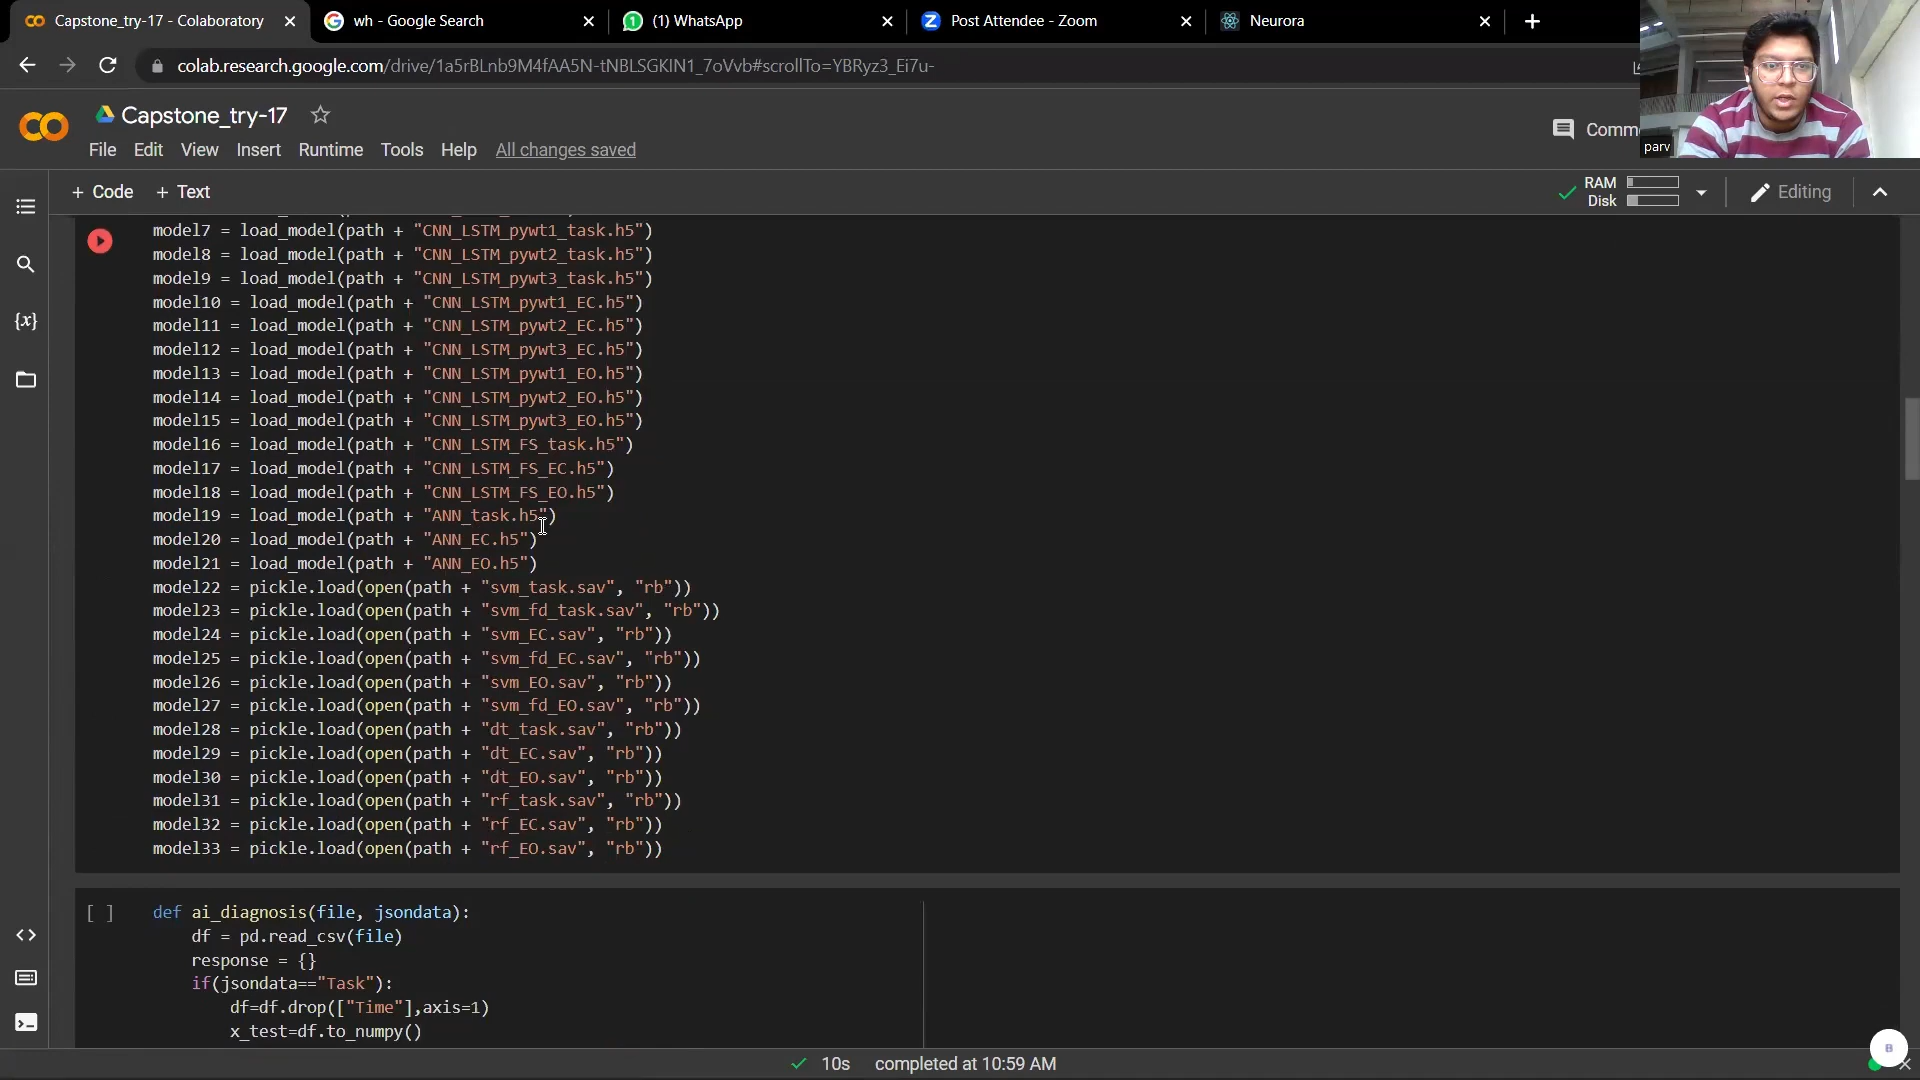 Capstone_try-17 - Colaboratory
wh - Google Search
(1) WhatsApp
Post Attendee - Zoom
Neurora
colab.research.google.com/drive/1a5rBLnb9M4fAA5N-tNBLSGKIN1_7oVvb#scrollTo=YBRyz3_Ei7u-
Capstone_try-17
Comm
parv
File Edit View Insert Runtime Tools Help All changes saved
+ Code + Text
RAM
Disk
Editing
model7 = load_model(path + "CNN_LSTM_pywt1_task.h5")
model8 = load_model(path + "CNN_LSTM_pywt2_task.h5")
model9 = load_model(path + "CNN_LSTM_pywt3_task.h5")
model10 = load_model(path + "CNN_LSTM_pywt1_EC.h5")
model11 = load_model(path + "CNN_LSTM_pywt2_EC.h5")
model12 = load_model(path + "CNN_LSTM_pywt3_EC.h5")
model13 = load_model(path + "CNN_LSTM_pywt1_EO.h5")
model14 = load_model(path + "CNN_LSTM_pywt2_EO.h5")
model15 = load_model(path + "CNN_LSTM_pywt3_EO.h5")
model16 = load_model(path + "CNN_LSTM_FS_task.h5")
model17 = load_model(path + "CNN_LSTM_FS_EC.h5")
model18 = load_model(path + "CNN_LSTM_FS_EO.h5")
model19 = load_model(path + "ANN_task.h5")
model20 = load_model(path + "ANN_EC.h5")
model21 = load_model(path + "ANN_EO.h5")
model22 = pickle.load(open(path + "svm_task.sav", "rb"))
model23 = pickle.load(open(path + "svm_fd_task.sav", "rb"))
model24 = pickle.load(open(path + "svm_EC.sav", "rb"))
model25 = pickle.load(open(path + "svm_fd_EC.sav", "rb"))
model26 = pickle.load(open(path + "svm_EO.sav", "rb"))
model27 = pickle.load(open(path + "svm_fd_EO.sav", "rb"))
model28 = pickle.load(open(path + "dt_task.sav", "rb"))
model29 = pickle.load(open(path + "dt_EC.sav", "rb"))
model30 = pickle.load(open(path + "dt_EO.sav", "rb"))
model31 = pickle.load(open(path + "rf_task.sav", "rb"))
model32 = pickle.load(open(path + "rf_EC.sav", "rb"))
model33 = pickle.load(open(path + "rf_EO.sav", "rb"))
[ ] def ai_diagnosis(file, jsondata):
df = pd.read_csv(file)
response = {}
if(jsondata=="Task"):
df=df.drop(["Time"],axis=1)
x_test=df.to_numpy()
10s completed at 10:59 AM